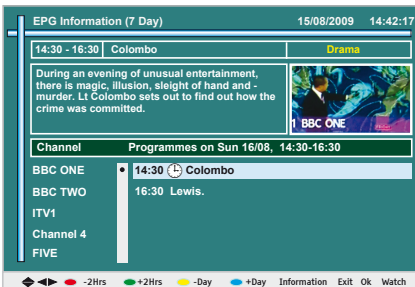 EPG Information (7 Day) 15/08/2009 14:42:17
14:30 - 16:30 Colombo Drama
During an evening of unusual entertainment,
there is magic, illusion, sleight of hand and -
murder. Lt Colombo sets out to find out how the
crime was committed.
1 BBC ONE
Channel Programmes on Sun 16/08, 14:30-16:30
BBC ONE 14:30 Colombo
BBC TWO 16:30 Lewis.
ITV1
Channel 4
FIVE
-2Hrs +2Hrs -Day +Day Information Exit Ok Watch